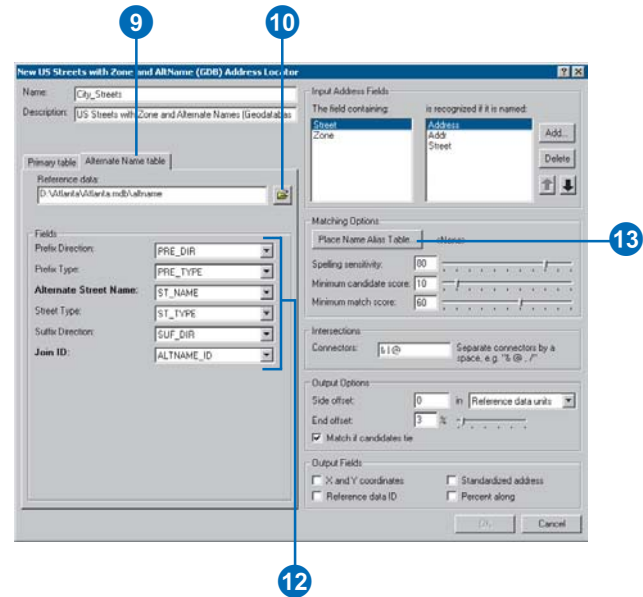 9
10
New US Streets with Zone and AltName (GDB) Address Locator
Name: City_Streets
Description: US Streets with Zone and Alternate Names (Geodatabas
Primary table Alternate Name table
Reference data:
D:\Atlanta\Atlanta.mdb\altname
Fields
Prefix Direction: PRE_DIR
Prefix Type: PRE_TYPE
Alternate Street Name: ST_NAME
Street Type: ST_TYPE
Suffix Direction: SUF_DIR
Join ID: ALTNAME_ID
12
Input Address Fields
The field containing: is recognized if it is named:
Street
Zone
Address
Addr
Street
Add...
Delete
Matching Options
Place Name Alias Table... <None>
13
Spelling sensitivity: 80
Minimum candidate score: 10
Minimum match score: 60
Intersections
Connectors: & | @
Separate connectors by a
space, e.g. "& @ , /"
Output Options
Side offset: 0 in Reference data units
End offset: 3 %
Match if candidates tie
Output Fields
X and Y coordinates
Standardized address
Reference data ID
Percent along
OK
Cancel